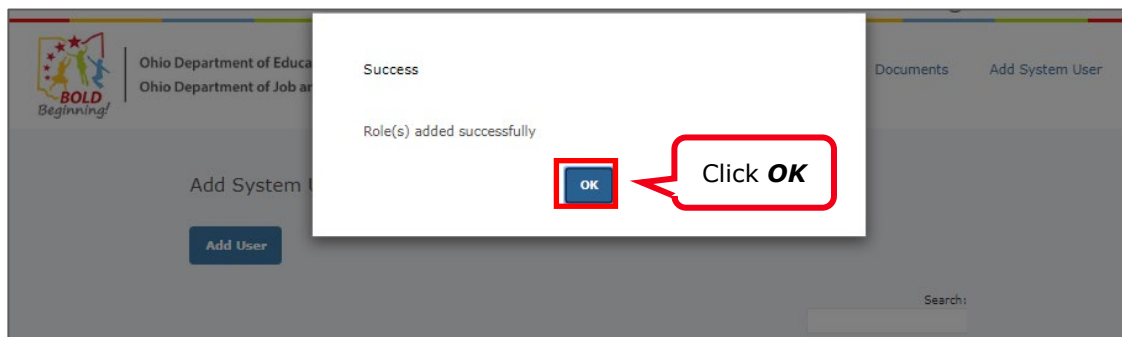 BOLD
Beginning!
Ohio Department of Educa
Ohio Department of Job ar
Success
Role(s) added successfully
OK
Click OK
Documents
Add System User
Add System
Add User
Search: